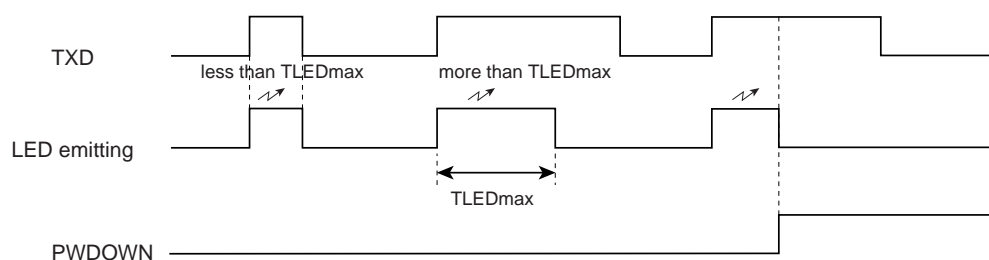 TXD
less than TLEDmax
more than TLEDmax
LED emitting
TLEDmax
PWDOWN